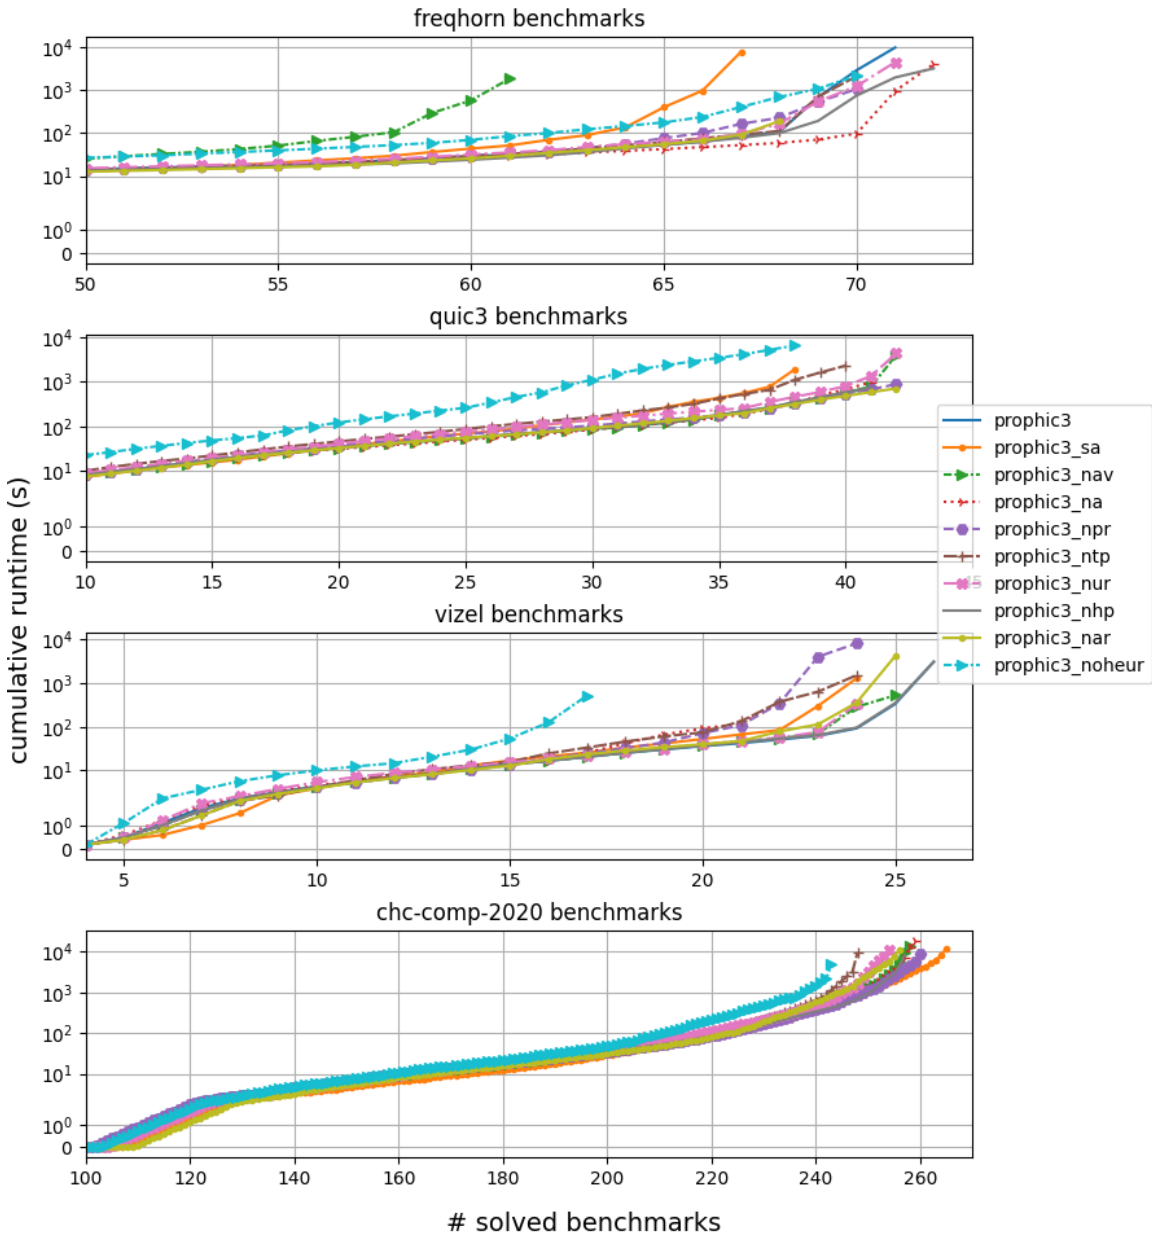 freqhorn benchmarks
10^4
10^3
10^2
10^1
10^0
0
50 55 60 65 70
quic3 benchmarks
10^4
10^3
10^2
10^1
10^0
0
10 15 20 25 30 35 40 45
prophic3
prophic3_sa
prophic3_nav
prophic3_na
prophic3_npr
prophic3_ntp
prophic3_nur
prophic3_nhp
prophic3_nar
prophic3_noheur
cumulative runtime (s)
vizel benchmarks
10^4
10^3
10^2
10^1
10^0
0
5 10 15 20 25
chc-comp-2020 benchmarks
10^4
10^3
10^2
10^1
10^0
0
100 120 140 160 180 200 220 240 260
# solved benchmarks